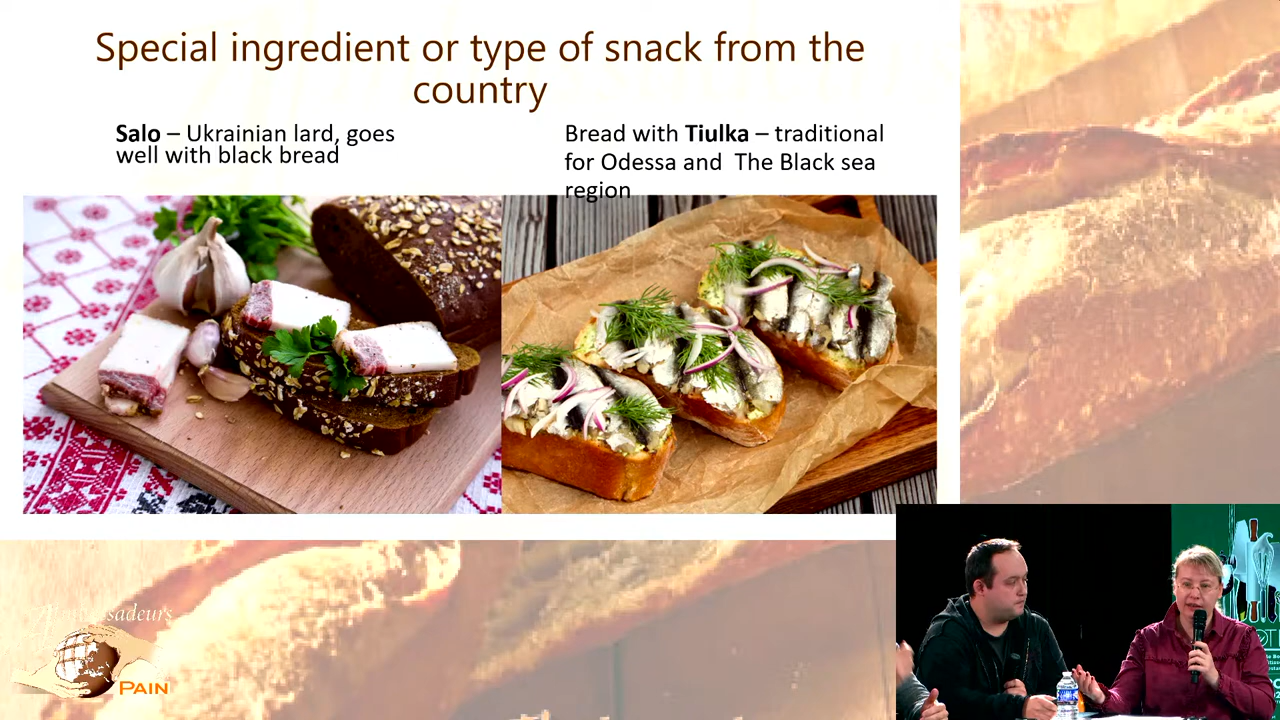 Special ingredient or type of snack from the
country
Salo – Ukrainian lard, goes
well with black bread
Bread with Tiulka – traditional
for Odessa and  The Black sea
region
Ambassadeurs
PAIN